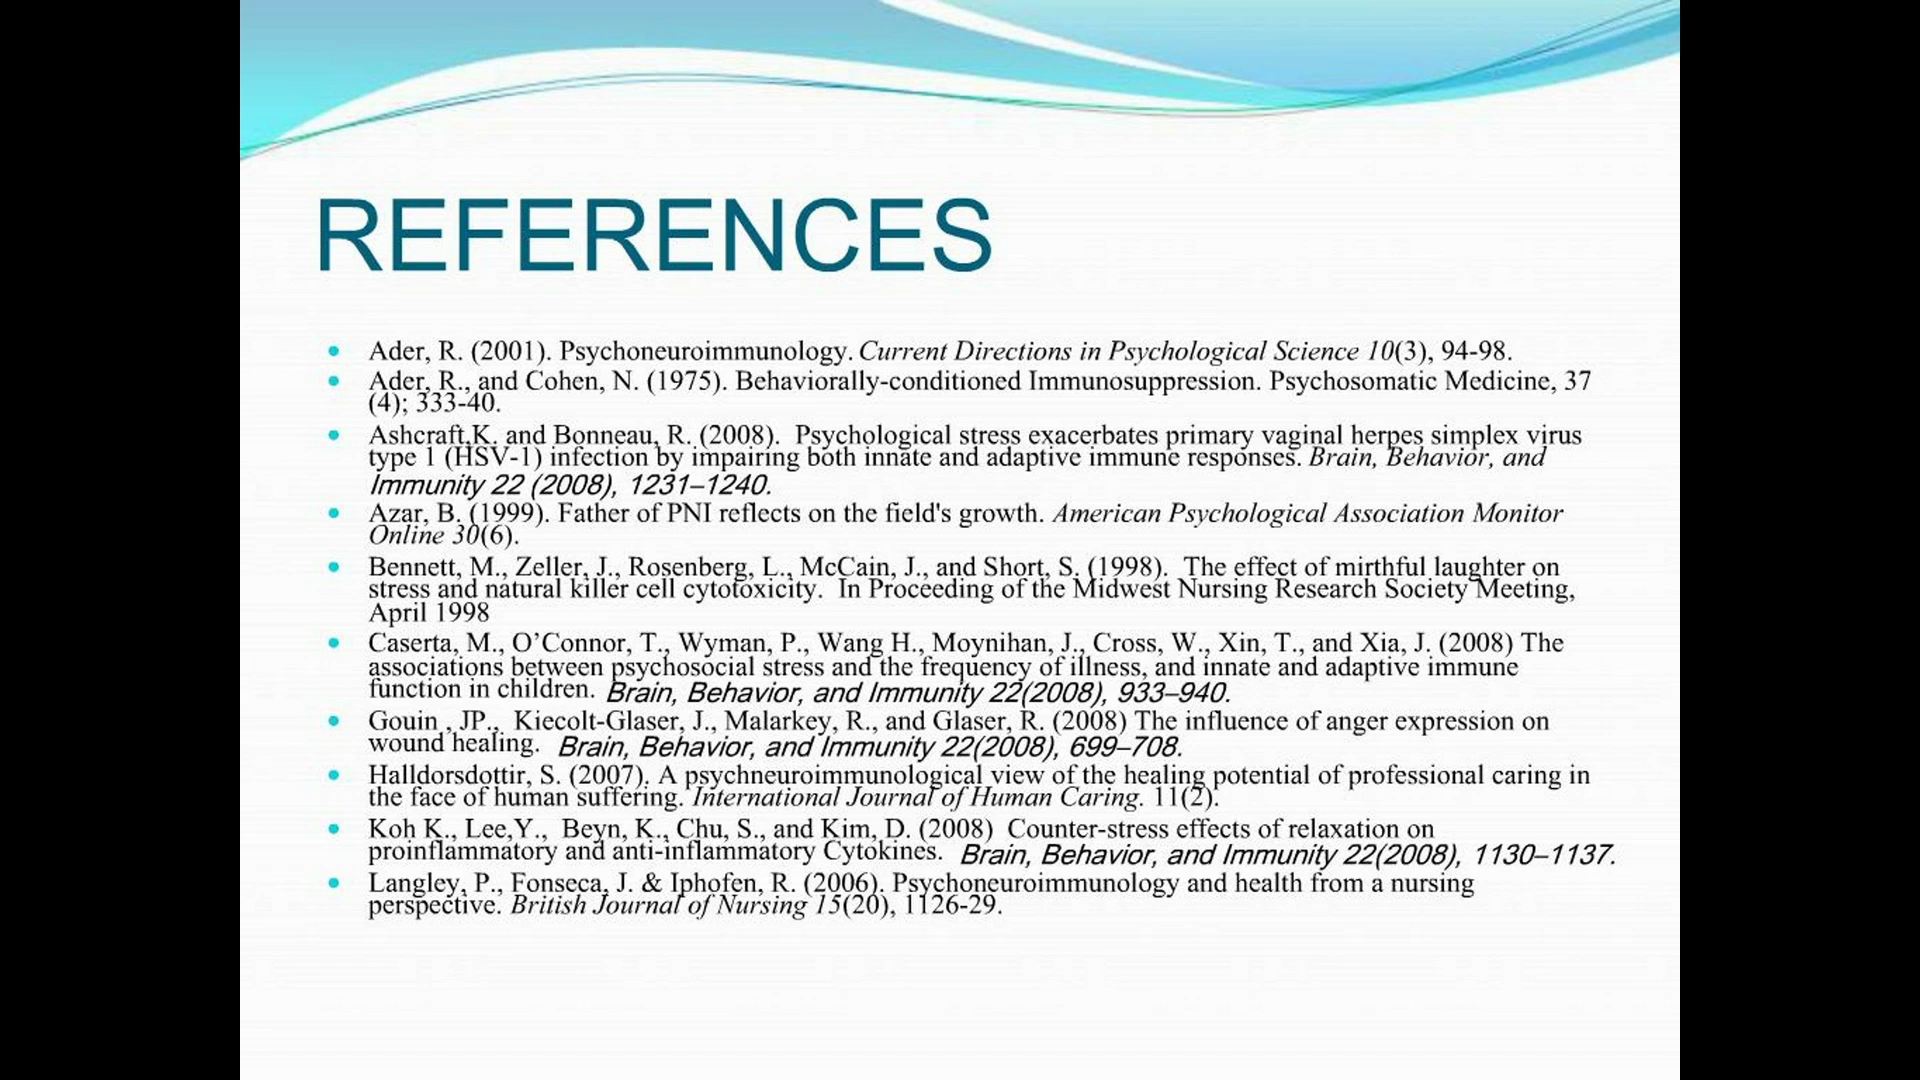 REFERENCES
Ader, R. (2001). Psychoneuroimmunology. Current Directions in Psychological Science 10(3), 94-98.
Ader, R., and Cohen, N. (1975). Behaviorally-conditioned Immunosuppression. Psychosomatic Medicine, 37
(4); 333-40.
Ashcraft,K. and Bonneau, R. (2008).  Psychological stress exacerbates primary vaginal herpes simplex virus
type 1 (HSV-1) infection by impairing both innate and adaptive immune responses. Brain, Behavior, and
Immunity 22 (2008), 1231–1240.
Azar, B. (1999). Father of PNI reflects on the field's growth. American Psychological Association Monitor
Online 30(6).
Bennett, M., Zeller, J., Rosenberg, L., McCain, J., and Short, S. (1998).  The effect of mirthful laughter on
stress and natural killer cell cytotoxicity.  In Proceeding of the Midwest Nursing Research Society Meeting,
April 1998
Caserta, M., O’Connor, T., Wyman, P., Wang H., Moynihan, J., Cross, W., Xin, T., and Xia, J. (2008) The
associations between psychosocial stress and the frequency of illness, and innate and adaptive immune
function in children.  Brain, Behavior, and Immunity 22(2008), 933–940.
Gouin , JP.,  Kiecolt-Glaser, J., Malarkey, R., and Glaser, R. (2008) The influence of anger expression on
wound healing.  Brain, Behavior, and Immunity 22(2008), 699–708.
Halldorsdottir, S. (2007). A psychneuroimmunological view of the healing potential of professional caring in
the face of human suffering. International Journal of Human Caring. 11(2).
Koh K., Lee,Y.,  Beyn, K., Chu, S., and Kim, D. (2008)  Counter-stress effects of relaxation on
proinflammatory and anti-inflammatory Cytokines.  Brain, Behavior, and Immunity 22(2008), 1130–1137.
Langley, P., Fonseca, J. & Iphofen, R. (2006). Psychoneuroimmunology and health from a nursing
perspective. British Journal of Nursing 15(20), 1126-29.